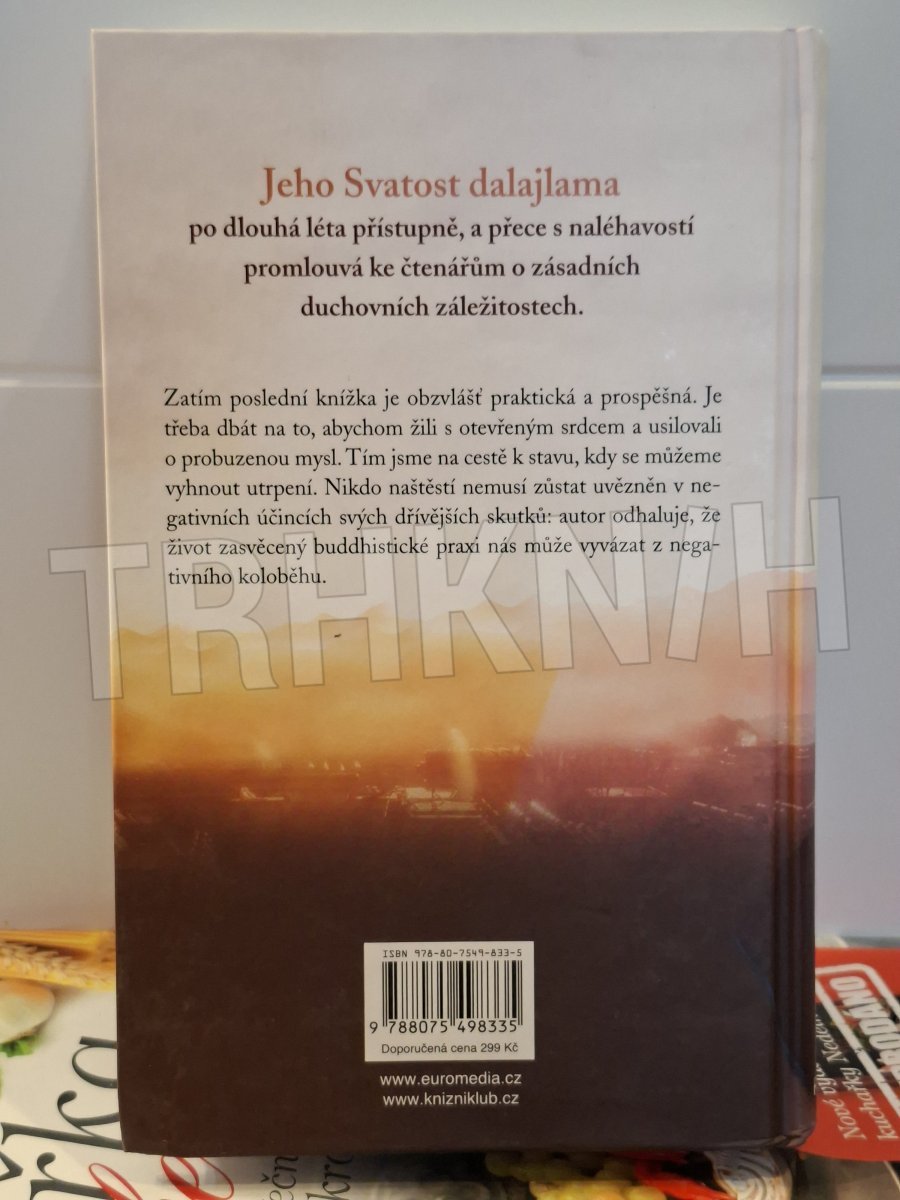 Jeho Svatost dalajlama
po dlouhá léta přístupně, a přece s naléhavostí
promlouvá ke čtenářům o zásadních
duchovních záležitostech.
Zatím poslední knížka je obzvlášť praktická a prospěšná. Je
třeba dbát na to, abychom žili s otevřeným srdcem a usilovali
o probuzenou mysl. Tím jsme na cestě k stavu, kdy se můžeme
vyhnout utrpení. Nikdo naštěstí nemusí zůstat uvězněn v ne-
gativních účincích svých dřívějších skutků: autor odhaluje, že
život zasvěcený buddhistické praxi nás může vyvázat z nega-
tivního koloběhu.
TRHKNIH
ISBN 978-80-7549-833-5
9 788075 498335
Doporučená cena 299 Kč
www.euromedia.cz
www.knizniklub.cz
Nové
kuchařky